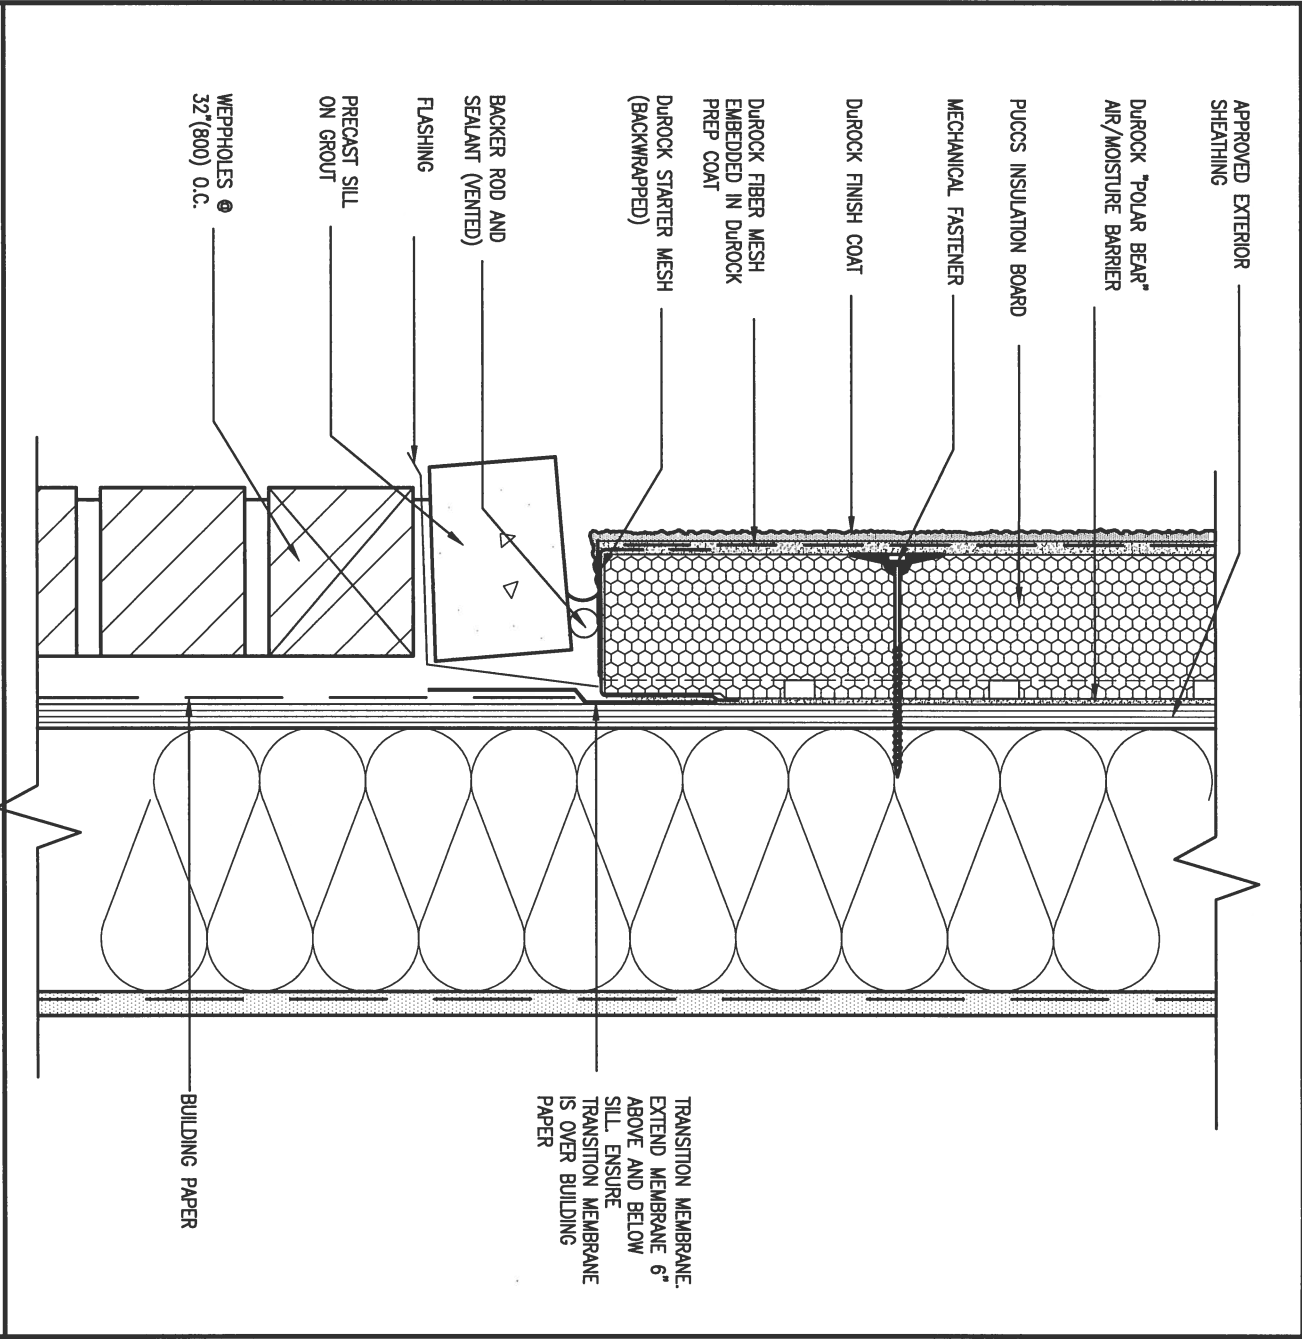 APPROVED EXTERIOR
SHEATHING
DuROCK "POLAR BEAR"
AIR/MOISTURE BARRIER
PUCCS INSULATION BOARD
MECHANICAL FASTENER
DuROCK FINISH COAT
DuROCK FIBER MESH
EMBEDDED IN DuROCK
PREP COAT
DuROCK STARTER MESH
(BACKWRAPPED)
BACKER ROD AND
SEALANT (VENTED)
FLASHING
PRECAST SILL
ON GROUT
WEPPHOLES @
32"(800) O.C.
TRANSITION MEMBRANE.
EXTEND MEMBRANE 6"
ABOVE AND BELOW
SILL. ENSURE
TRANSITION MEMBRANE
IS OVER BUILDING
PAPER
BUILDING PAPER